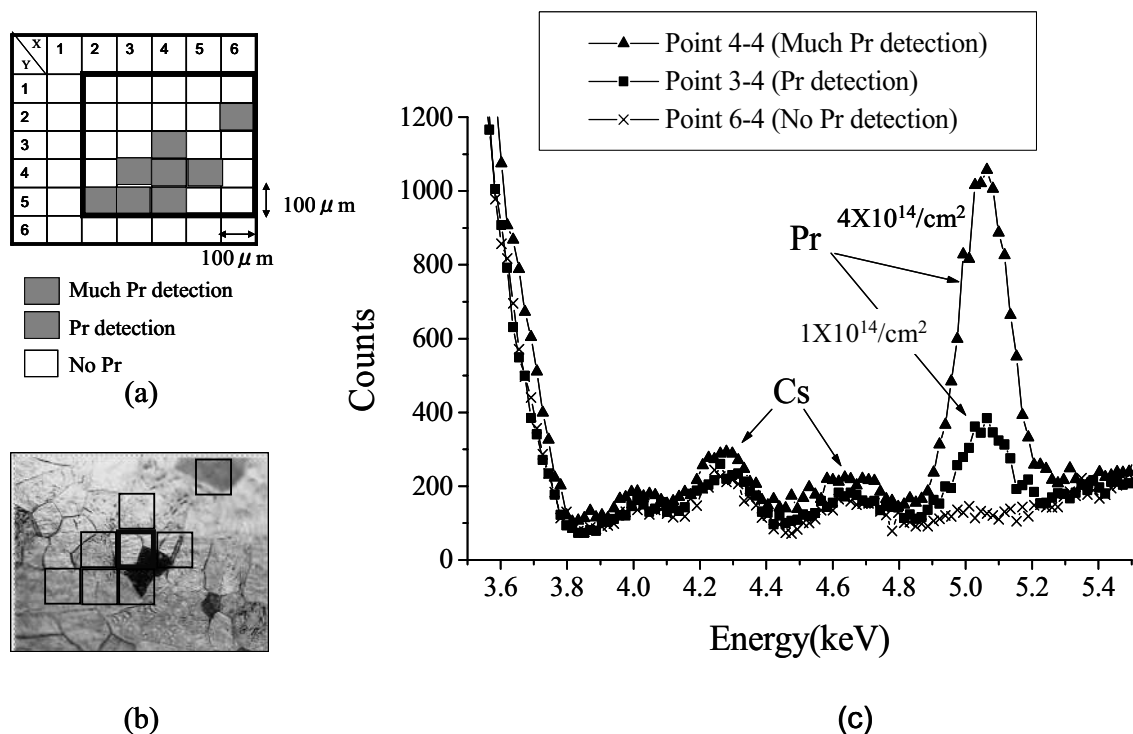 (a)
X 1 2 3 4 5 6
Y
1
2
3
4
5
6
100 μm
100 μm
Much Pr detection
Pr detection
No Pr
(b)
Point 4-4 (Much Pr detection)
Point 3-4 (Pr detection)
Point 6-4 (No Pr detection)
Counts
1200
1000
800
600
400
200
0
4X10¹⁴/cm²
Pr
1X10¹⁴/cm²
Cs
3.6 3.8 4.0 4.2 4.4 4.6 4.8 5.0 5.2 5.4
Energy(keV)
(c)